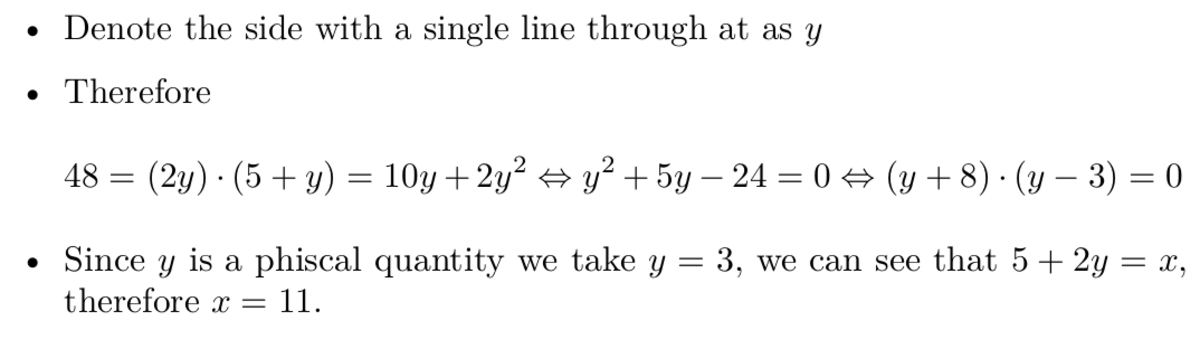 • Denote the side with a single line through at as y
• Therefore
48 = (2y) · (5 + y) = 10y + 2y² ⇔ y² + 5y − 24 = 0 ⇔ (y + 8) · (y − 3) = 0
• Since y is a phiscal quantity we take y = 3, we can see that 5 + 2y = x,
therefore x = 11.